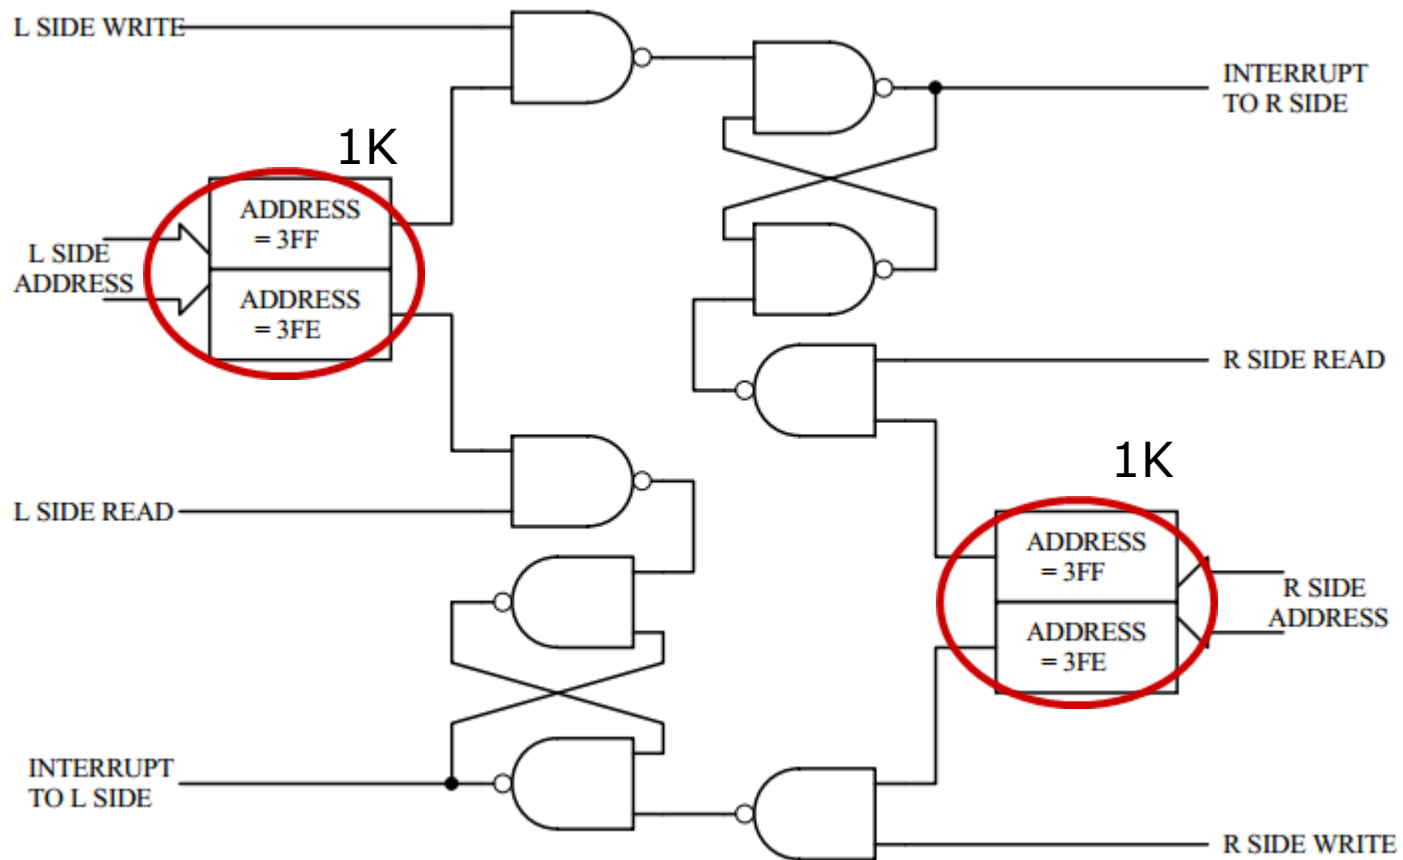 L SIDE WRITE
INTERRUPT
TO R SIDE
1K
ADDRESS
= 3FF
L SIDE
ADDRESS
ADDRESS
= 3FE
R SIDE READ
1K
L SIDE READ
ADDRESS
= 3FF
R SIDE
ADDRESS
ADDRESS
= 3FE
INTERRUPT
TO L SIDE
R SIDE WRITE